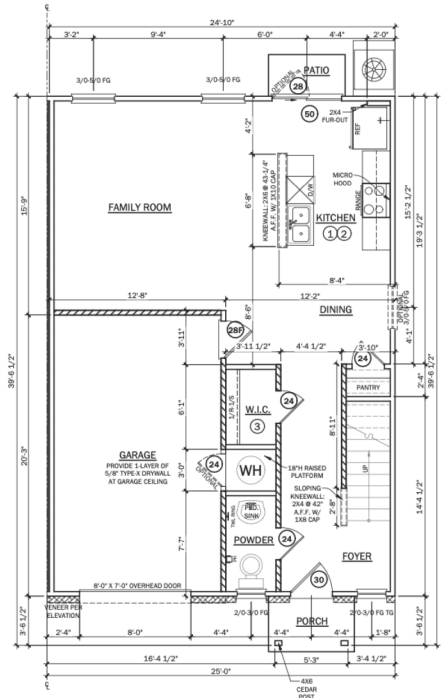 24'-10"
3'-2" 9'-4" 6'-0" 4'-4" 2'-0"
3/0-5/0 FG
3/0-5/0 FG
PATIO
OPTIONAL
28
50
2X4
FUR-OUT
REF
15'-9"
4'-2"
6'-8"
KNEEWALL: 2X6 @ 43-1/4"
A.F.F. W/ 1X10 CAP
D/W
MICRO
HOOD
RANGE
FAMILY ROOM
KITCHEN
1 2
15'-2 1/2"
19'-3 1/2"
8'-4"
12'-8" 12'-2"
8'-6"
DINING
OPTIONAL
3/0-5/0 FG
4'-1"
28F
3'-11"
3'-11 1/2" 4'-4 1/2" 3'-10"
24
PANTRY
2'-4"
39'-6 1/2"
39'-6 1/2"
6'-1"
1/R-1/S
W.I.C.
3
24
8'-11"
20'-3"
GARAGE
PROVIDE 1-LAYER OF
5/8" TYPE-X DRYWALL
AT GARAGE CEILING
3'-0"
24
OPTIONAL
WH
18"H RAISED
PLATFORM
SLOPING
KNEEWALL:
2X4 @ 42"
A.F.F. W/
1X8 CAP
2'-8"
UP
14'-4 1/2"
7'-7"
TWL RING
PED.
SINK
POWDER
24
FOYER
8'-0" X 7'-0" OVERHEAD DOOR
VENEER PER
ELEVATION
30
2/0-3/0 FG
2/0-3/0 FG TG
PORCH
3'-6 1/2"
3'-6 1/2"
2'-4" 8'-0" 4'-4" 4'-4" 4'-4" 1'-8"
16'-4 1/2" 5'-3" 3'-4 1/2"
25'-0"
4X6
CEDAR
POST